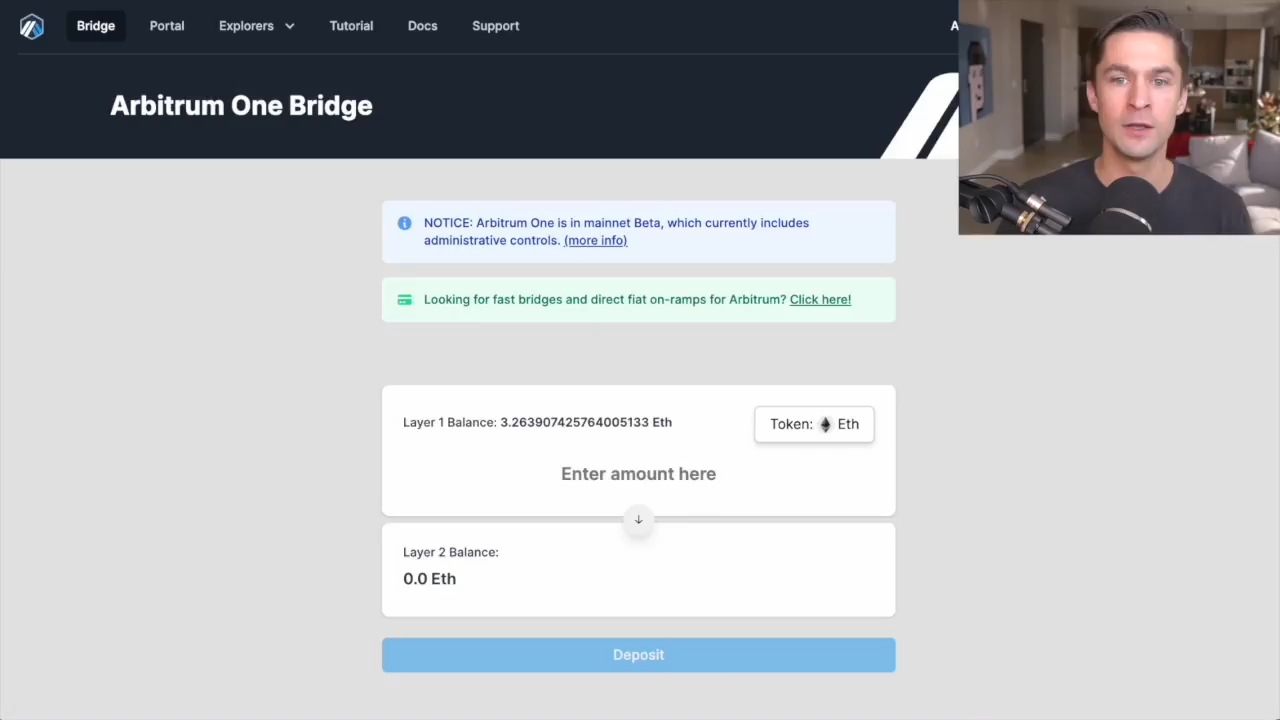 Bridge
Portal
Explorers
Tutorial
Docs
Support
A
Arbitrum One Bridge
NOTICE: Arbitrum One is in mainnet Beta, which currently includes
administrative controls. (more info)
Looking for fast bridges and direct fiat on-ramps for Arbitrum? Click here!
Layer 1 Balance: 3.263907425764005133 Eth
Token: Eth
Enter amount here
Layer 2 Balance:
0.0 Eth
Deposit